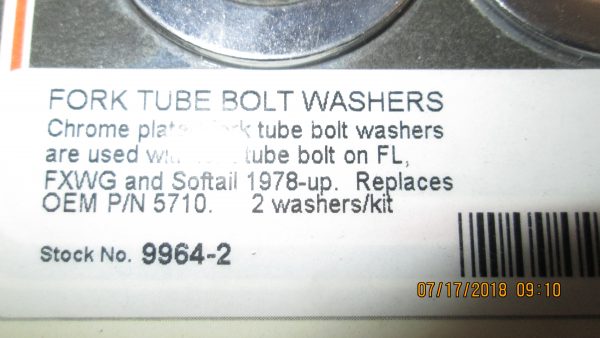 FORK TUBE BOLT WASHERS
Chrome plate tube bolt washers
are used tube bolt on FL,
FXWG and Softail 1978-up. Replaces
OEM P/N 5710. 2 washers/kit
Stock No. 9964-2
07/17/2018 09:10